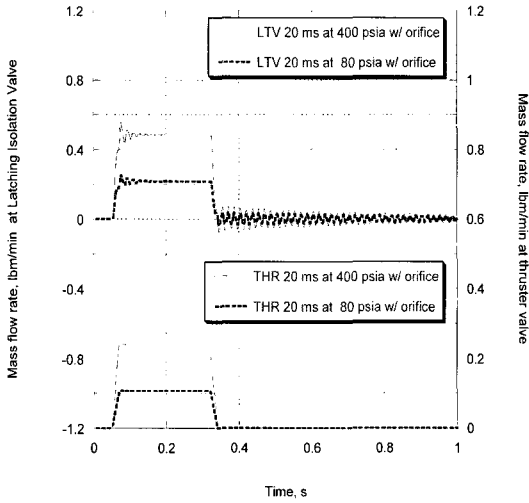 Mass flow rate, lbm/min at Latching Isolation Valve
1.2
0.8
0.4
0
-0.4
-0.8
-1.2
LTV 20 ms at 400 psia w/ orifice
LTV 20 ms at 80 psia w/ orifice
THR 20 ms at 400 psia w/ orifice
THR 20 ms at 80 psia w/ orifice
1.2
1
0.8
0.6
0.4
0.2
0
Mass flow rate, lbm/min at thruster valve
0 0.2 0.4 0.6 0.8 1
Time, s